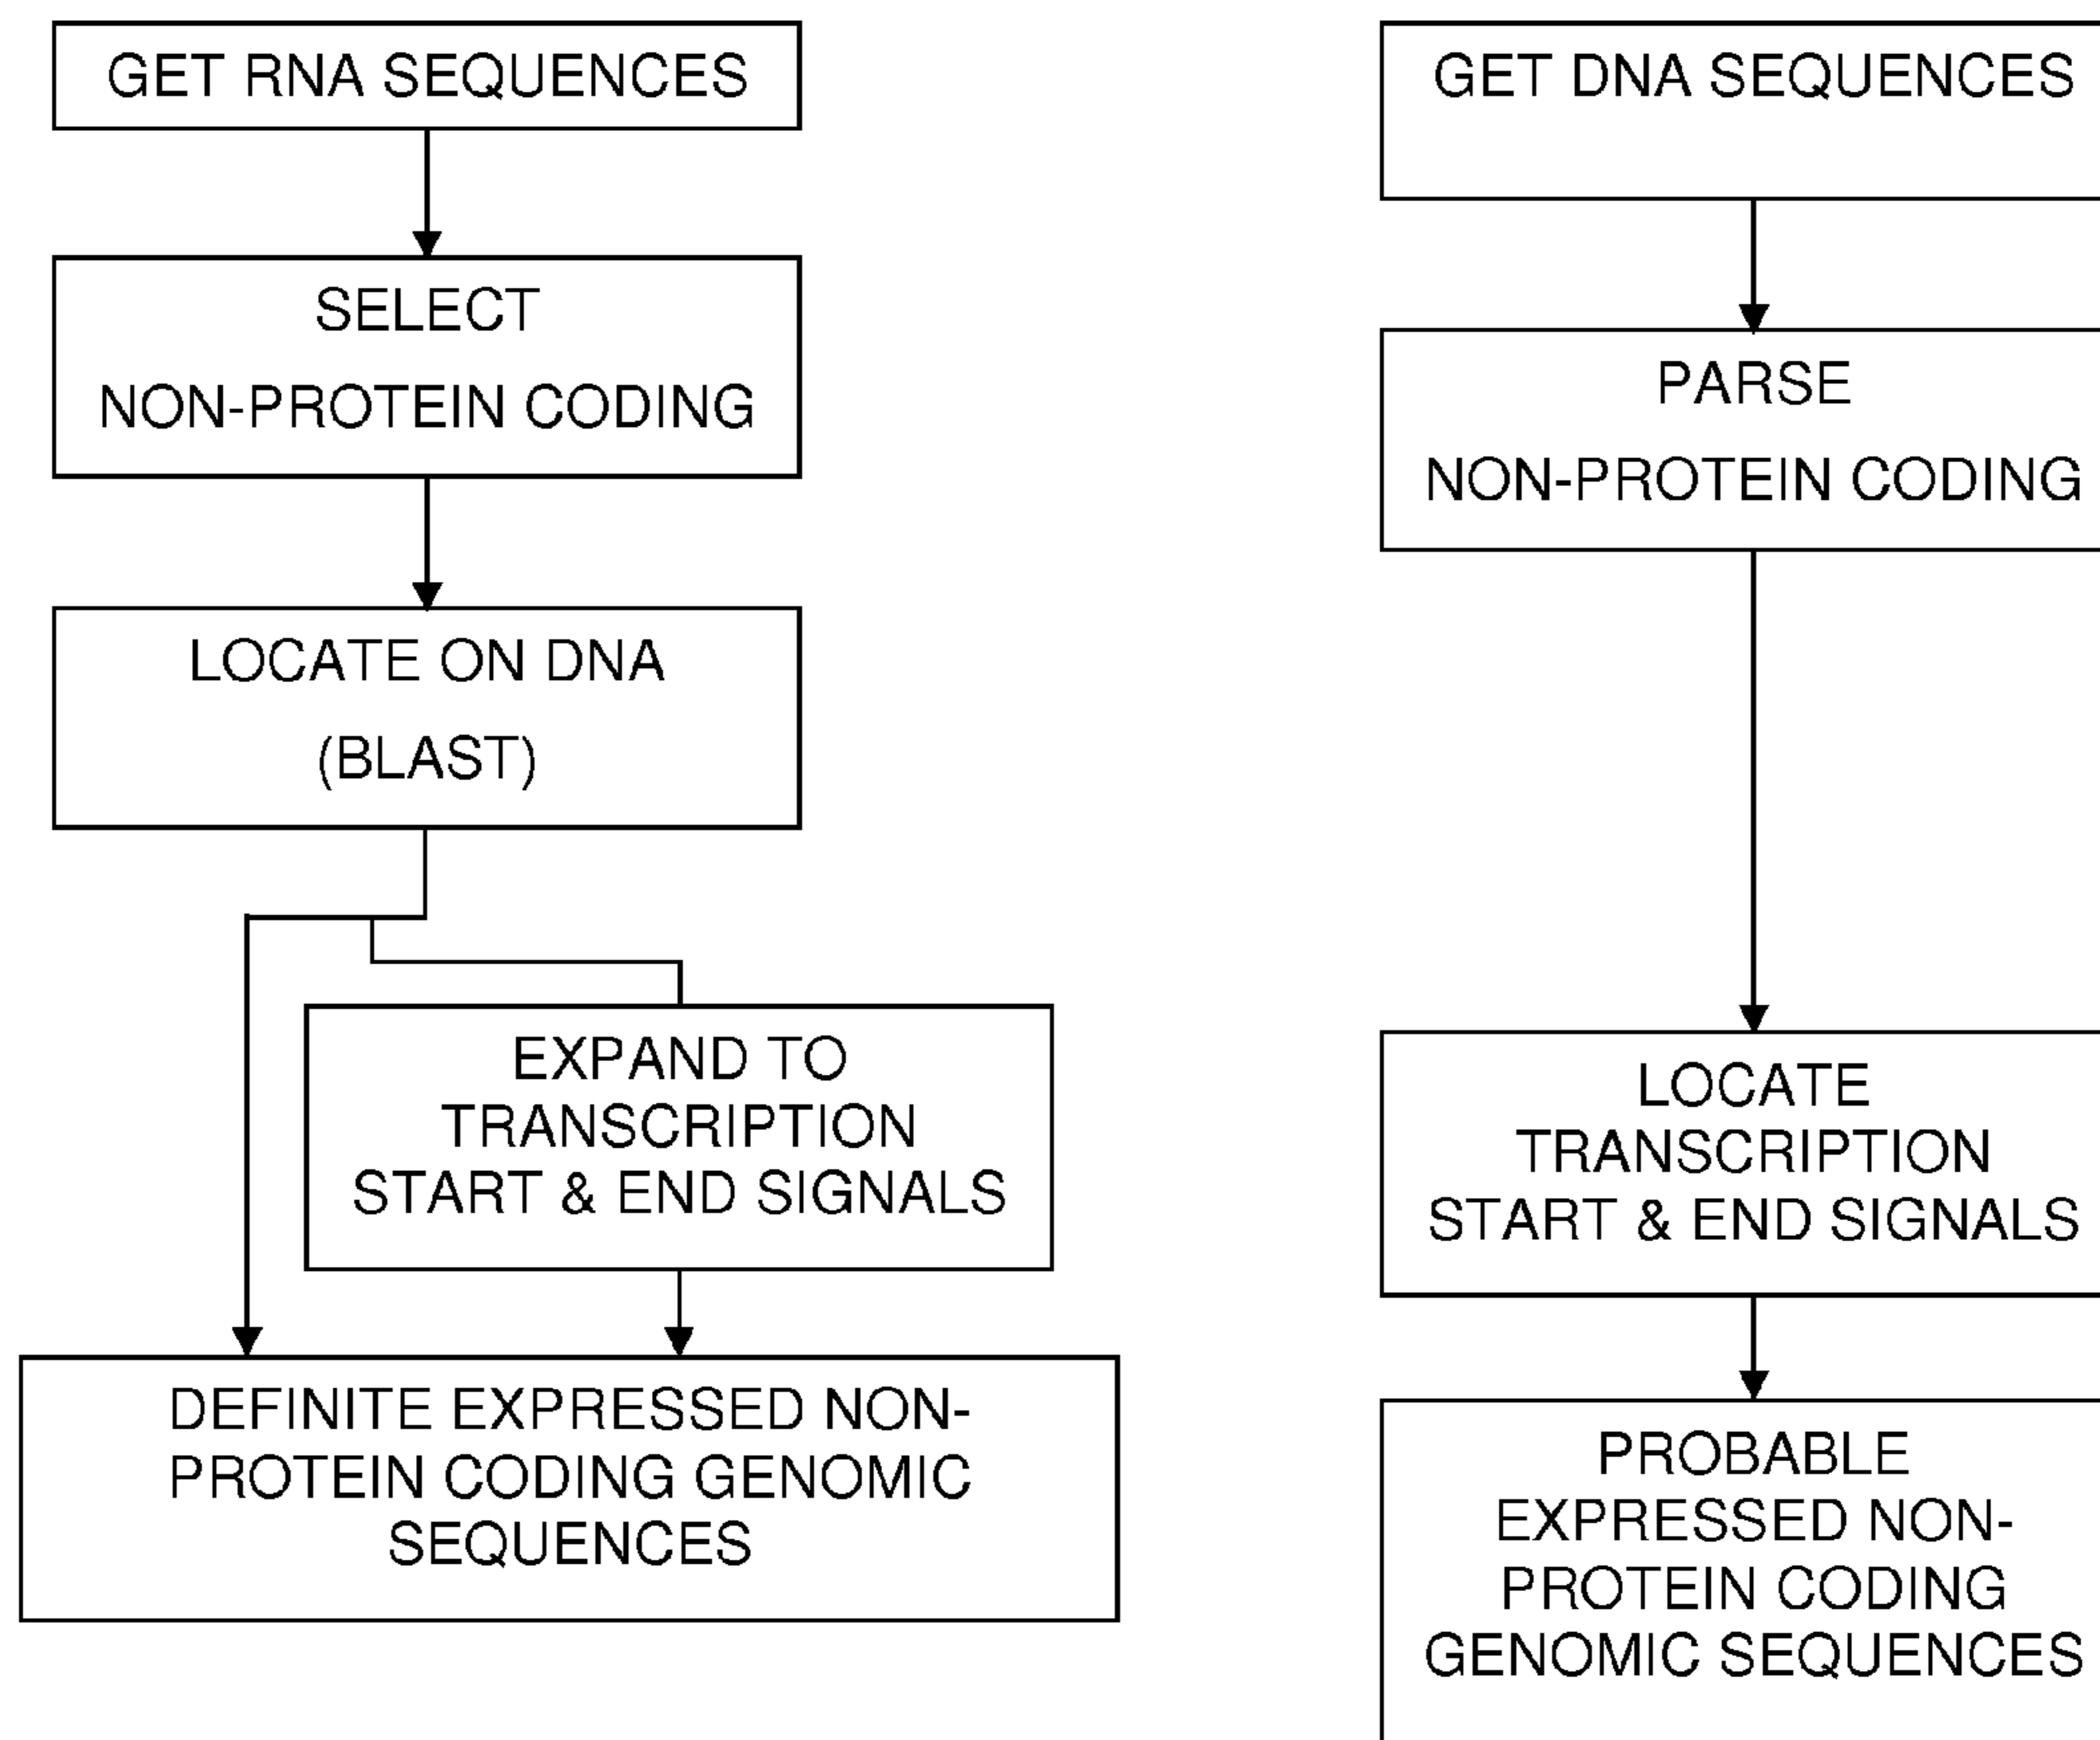 GET RNA SEQUENCES
SELECT
NON-PROTEIN CODING
LOCATE ON DNA
(BLAST)
EXPAND TO
TRANSCRIPTION
START & END SIGNALS
DEFINITE EXPRESSED NON-
PROTEIN CODING GENOMIC
SEQUENCES
GET DNA SEQUENCES
PARSE
NON-PROTEIN CODING
LOCATE
TRANSCRIPTION
START & END SIGNALS
PROBABLE
EXPRESSED NON-
PROTEIN CODING
GENOMIC SEQUENCES